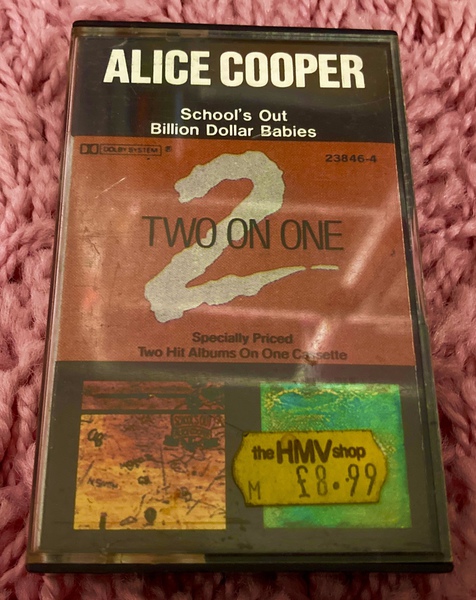 ALICE COOPER
School's Out
Billion Dollar Babies
DOLBY SYSTEM
23846-4
2
TWO ON ONE
Specially Priced
Two Hit Albums On One Cassette
the HMV shop
M £8.99